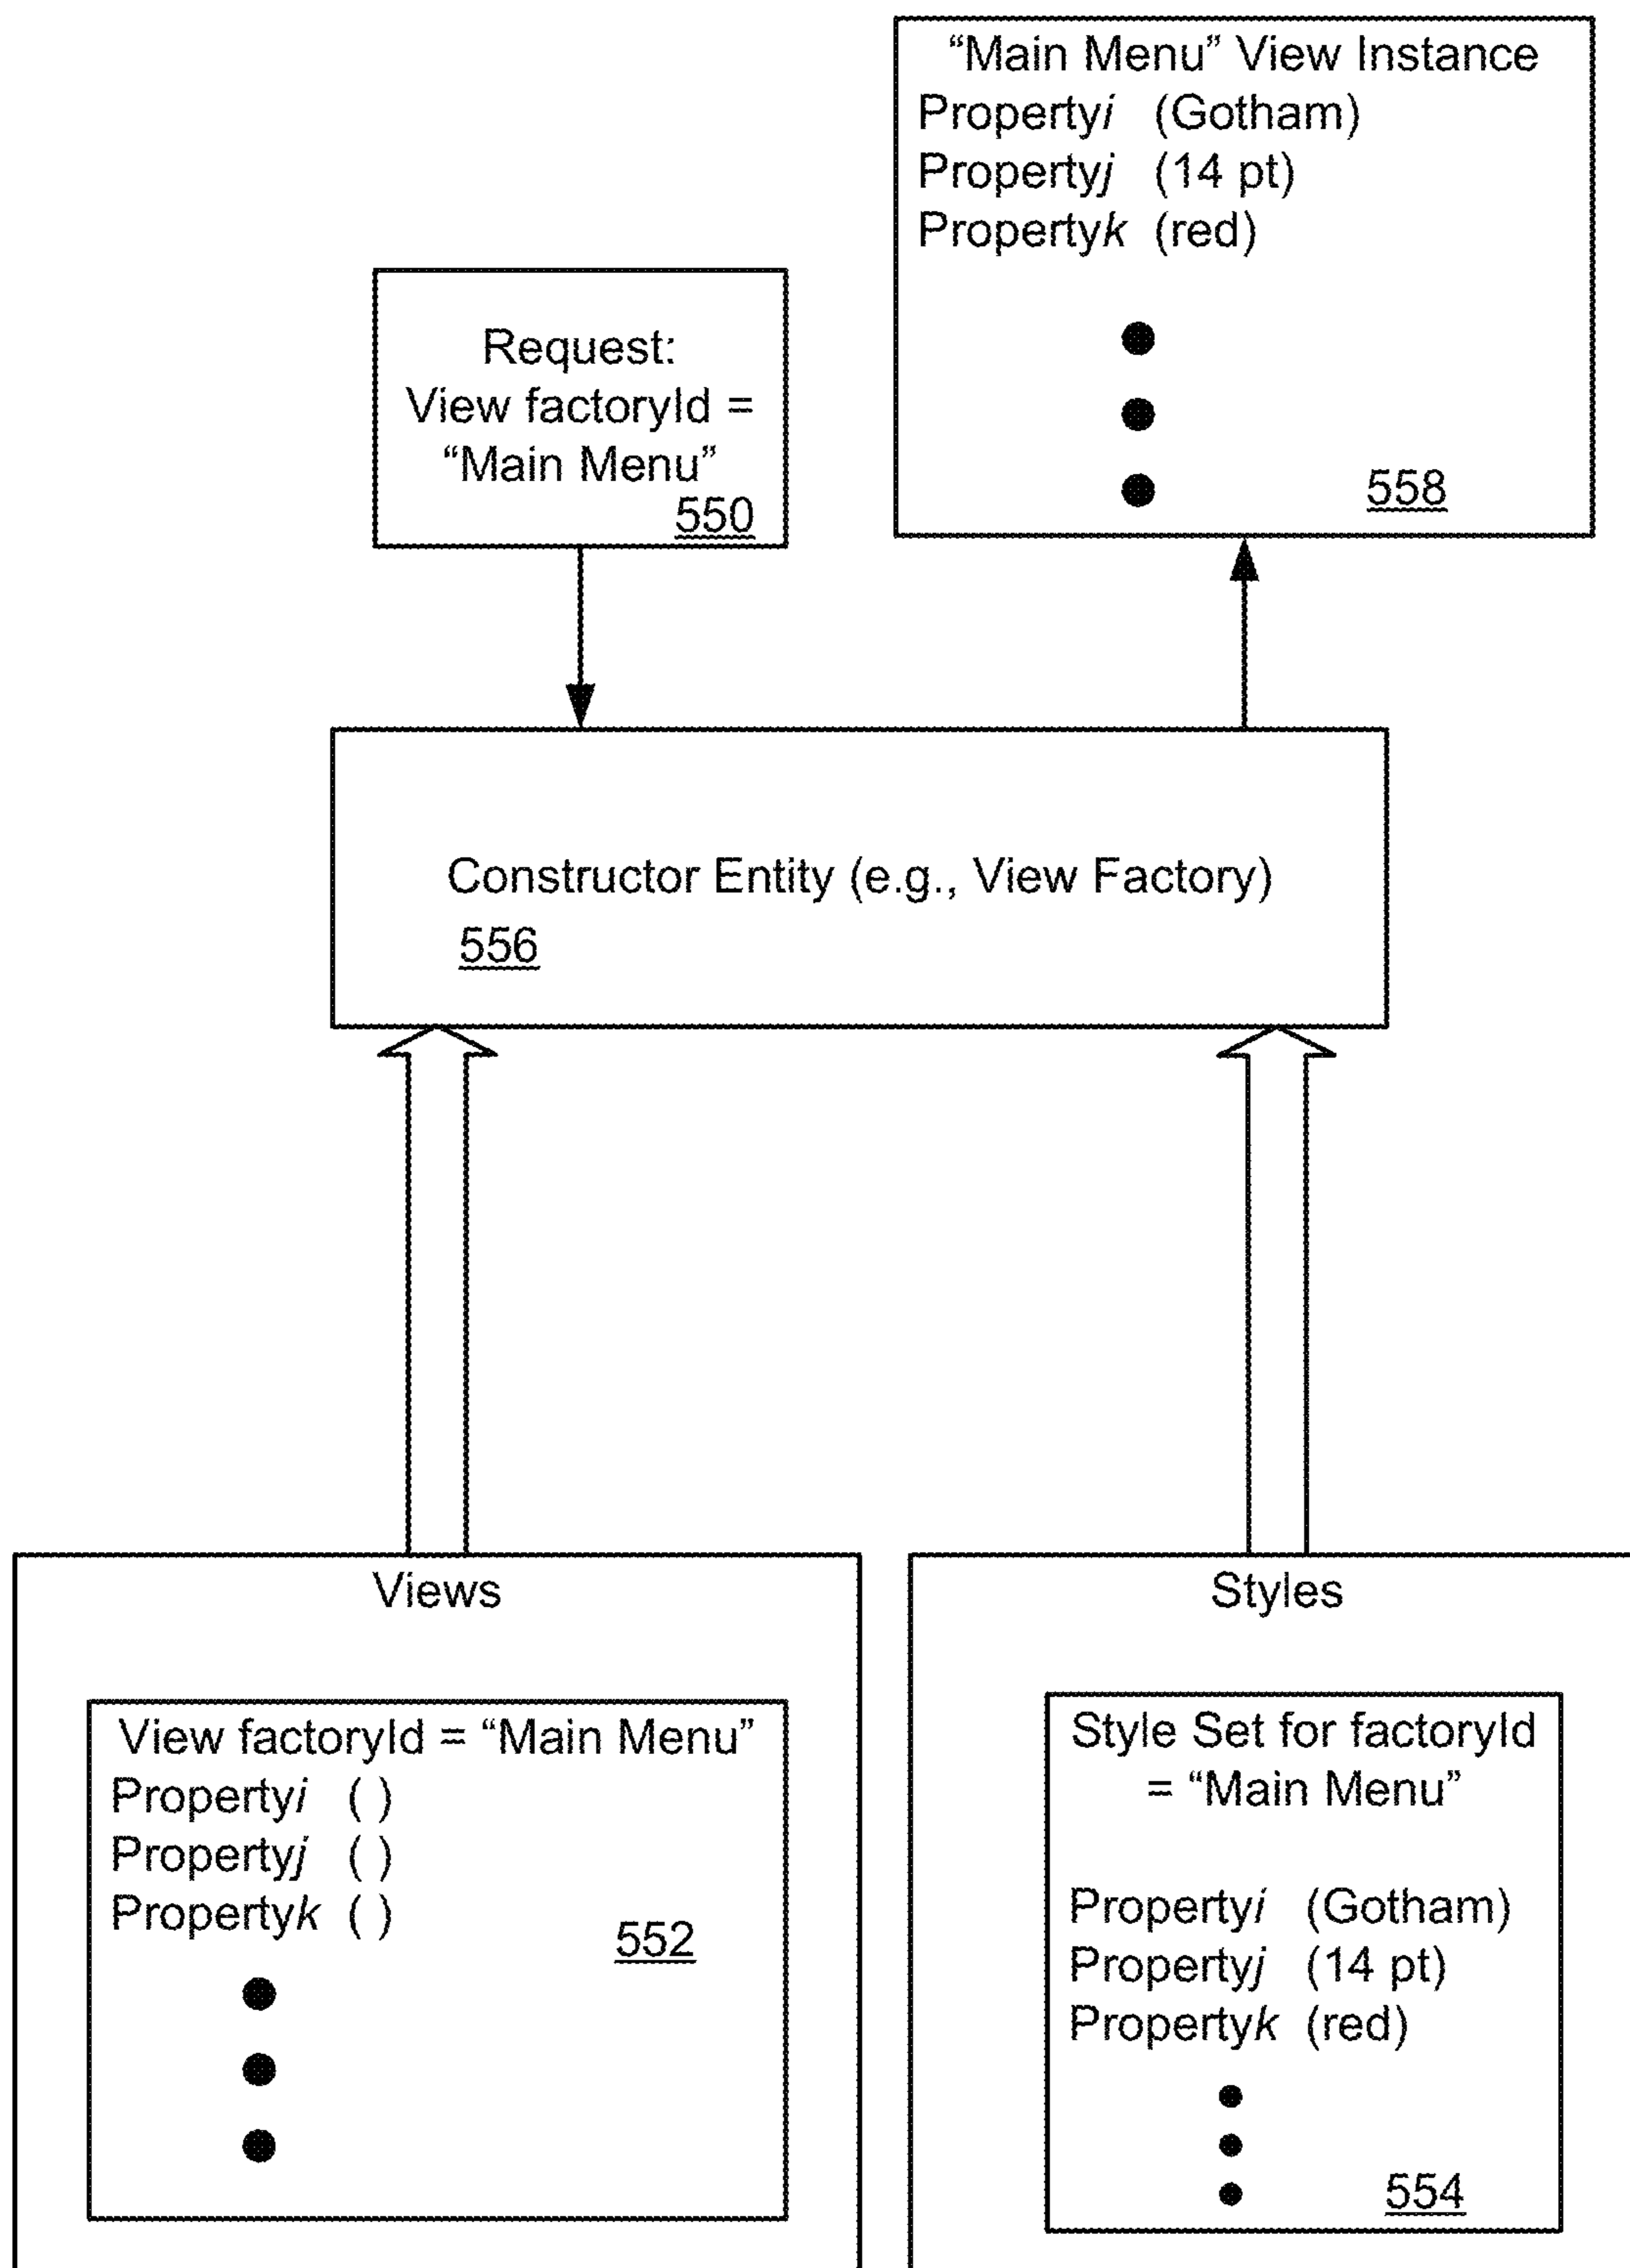 “Main Menu” View Instance
Propertyi (Gotham)
Propertyj (14 pt)
Propertyk (red)
558
Request:
View factoryId =
“Main Menu”
550
Constructor Entity (e.g., View Factory)
556
Views
View factoryId = “Main Menu”
Propertyi ( )
Propertyj ( )
Propertyk ( )
552
Styles
Style Set for factoryId
= “Main Menu”
Propertyi (Gotham)
Propertyj (14 pt)
Propertyk (red)
554